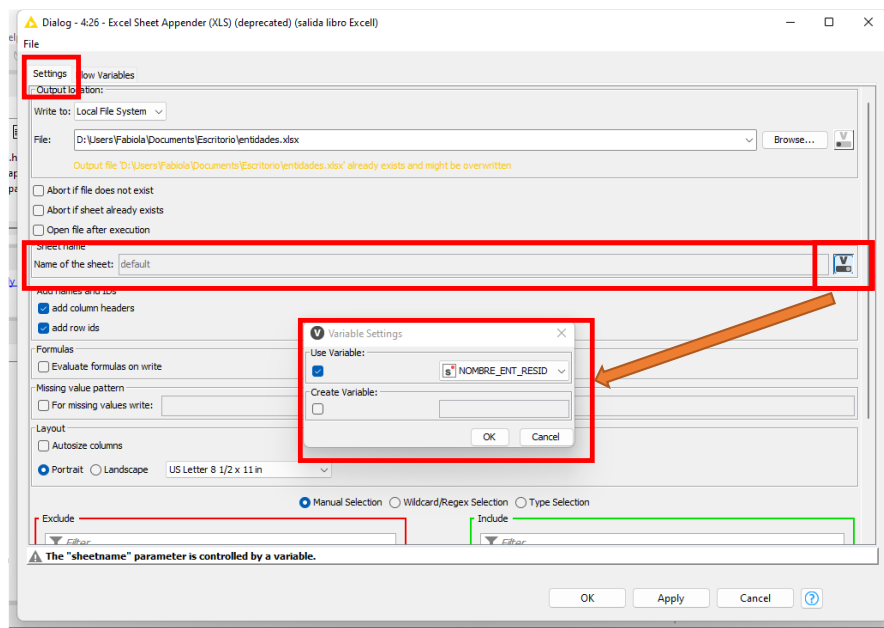 Dialog - 4:26 - Excel Sheet Appender (XLS) (deprecated) (salida libro Excell)
File
Settings low Variables
Output location:
Write to: Local File System
File: D:\Users\Fabiola\Documents\Escritorio\entidades.xlsx Browse... V
Output file 'D:\Users\Fabiola\Documents\Escritorio\entidades.xlsx' already exists and might be overwritten
Abort if file does not exist
Abort if sheet already exists
Open file after execution
Sheet name
Name of the sheet: default V
Add names and IDs
add column headers
add row ids
Formulas
Evaluate formulas on write
Missing value pattern
For missing values write:
Layout
Autosize columns
Portrait Landscape US Letter 8 1/2 x 11 in
V Variable Settings
Use Variable:
s NOMBRE_ENT_RESID
Create Variable:
OK Cancel
Manual Selection Wildcard/Regex Selection Type Selection
Exclude Include
Filter Filter
The "sheetname" parameter is controlled by a variable.
OK Apply Cancel ?